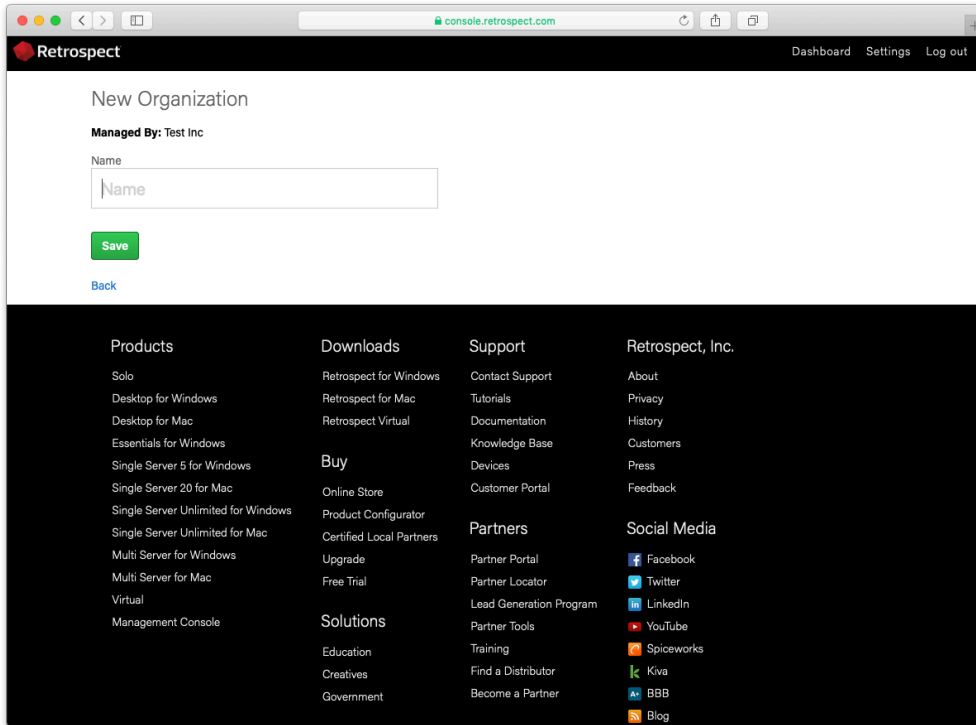 console.retrospect.com
Retrospect
Dashboard Settings Log out
New Organization
Managed By: Test Inc
Name
Name
Save
Back
Products
Solo
Desktop for Windows
Desktop for Mac
Essentials for Windows
Single Server 5 for Windows
Single Server 20 for Mac
Single Server Unlimited for Windows
Single Server Unlimited for Mac
Multi Server for Windows
Multi Server for Mac
Virtual
Management Console
Downloads
Retrospect for Windows
Retrospect for Mac
Retrospect Virtual
Buy
Online Store
Product Configurator
Certified Local Partners
Upgrade
Free Trial
Solutions
Education
Creatives
Government
Support
Contact Support
Tutorials
Documentation
Knowledge Base
Devices
Customer Portal
Partners
Partner Portal
Partner Locator
Lead Generation Program
Partner Tools
Training
Find a Distributor
Become a Partner
Retrospect, Inc.
About
Privacy
History
Customers
Press
Feedback
Social Media
Facebook
Twitter
in LinkedIn
YouTube
Spiceworks
k Kiva
A+ BBB
Blog